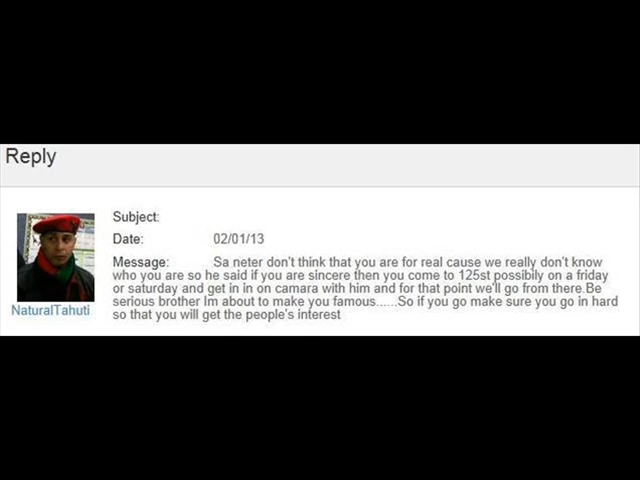 Reply
Subject:
Date: 02/01/13
Message: Sa neter don't think that you are for real cause we really don't know
who you are so he said if you are sincere then you come to 125st possibily on a friday
or saturday and get in in on camara with him and for that point we'll go from there.Be
serious brother Im about to make you famous......So if you go make sure you go in hard
so that you will get the people's interest
NaturalTahuti